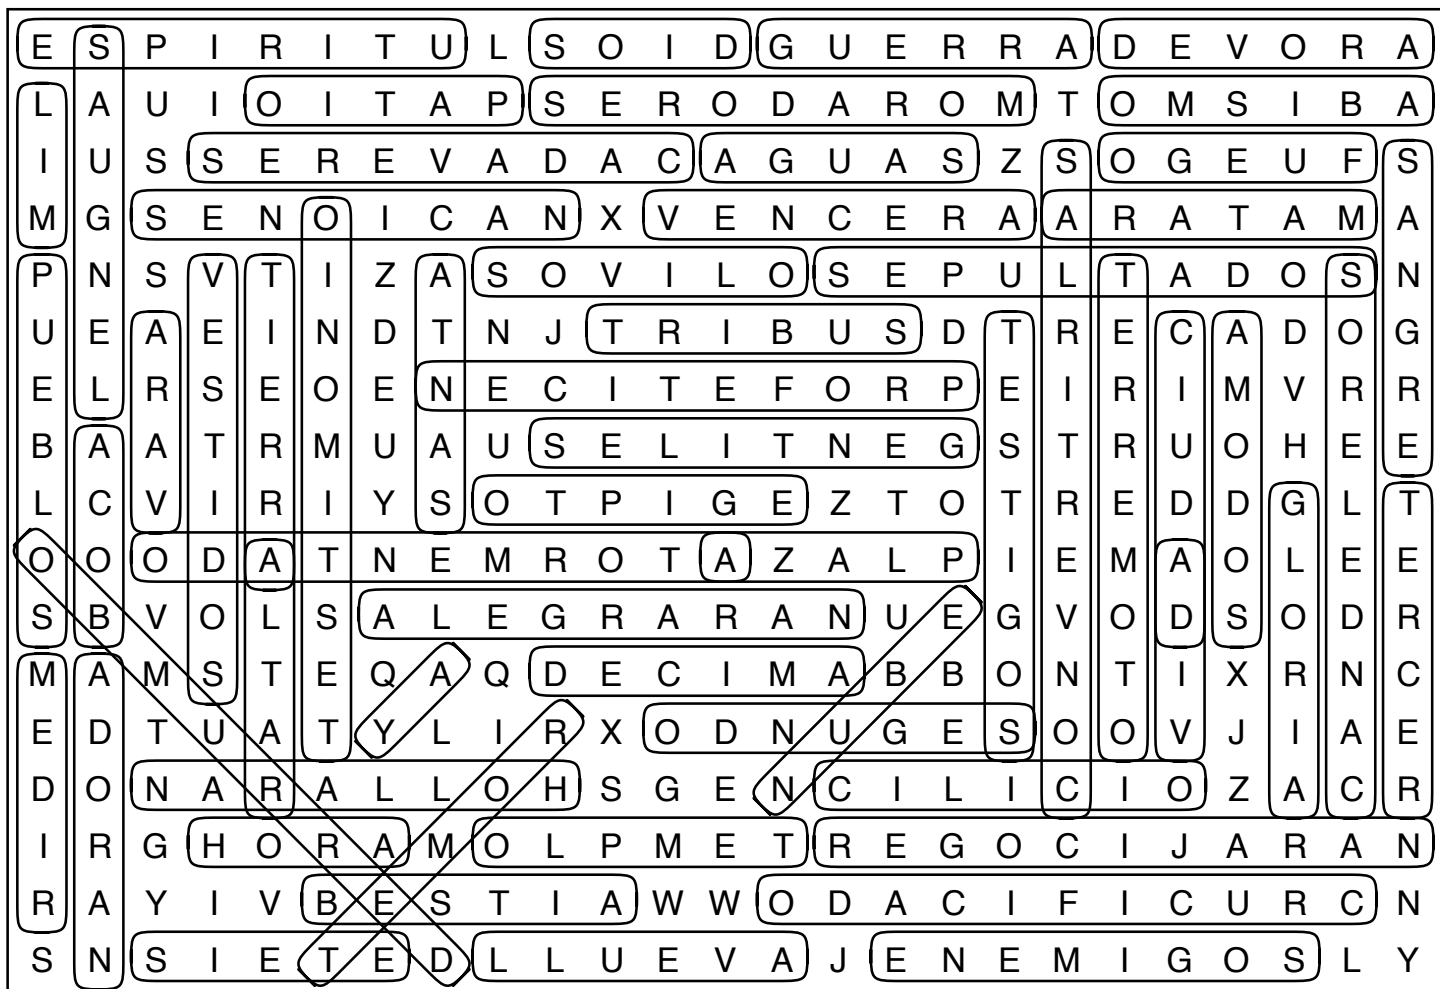 E S P I R I T U L S O I D G U E R R A D E V O R A
L A U I O I T A P S E R O D A R O M T O M S I B A
I U S S E R E V A D A C A G U A S Z S O G E U F S
M G S E N O I C A N X V E N C E R A A R A T A M A
P N S V T I Z A S O V I L O S E P U L T A D O S N
U E A E I N D T N J T R I B U S D T R E C A D O G
E L R S E O E N E C I T E F O R P E I R I M V R R
B A A T R M U A U S E L I T N E G S T R U O H E E
L C V I R I Y S O T P I G E Z T O T R E D D G L T
O O O D A T N E M R O T A Z A L P I E M A O L E E
S B V O L S A L E G R A R A N U E G V O D S O D R
M A M S T E Q A Q D E C I M A B B O N T I X R N C
E D T U A T Y L I R X O D N U G E S O O V J I A E
D O N A R A L L O H S G E N C I L I C I O Z A C R
I R G H O R A M O L P M E T R E G O C I J A R A N
R A Y I V B E S T I A W W O D A C I F I C U R C N
S N S I E T E D L L U E V A J E N E M I G O S L Y